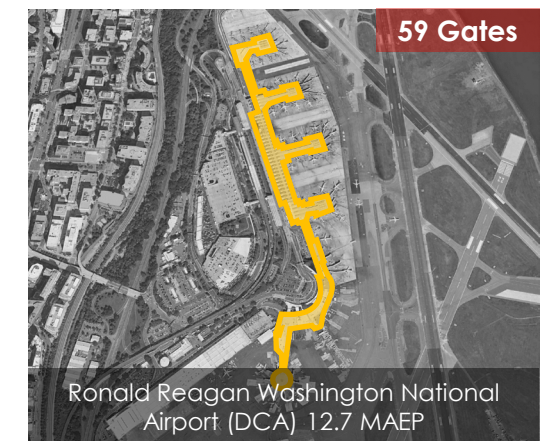 59 Gates
Ronald Reagan Washington National
Airport (DCA) 12.7 MAEP